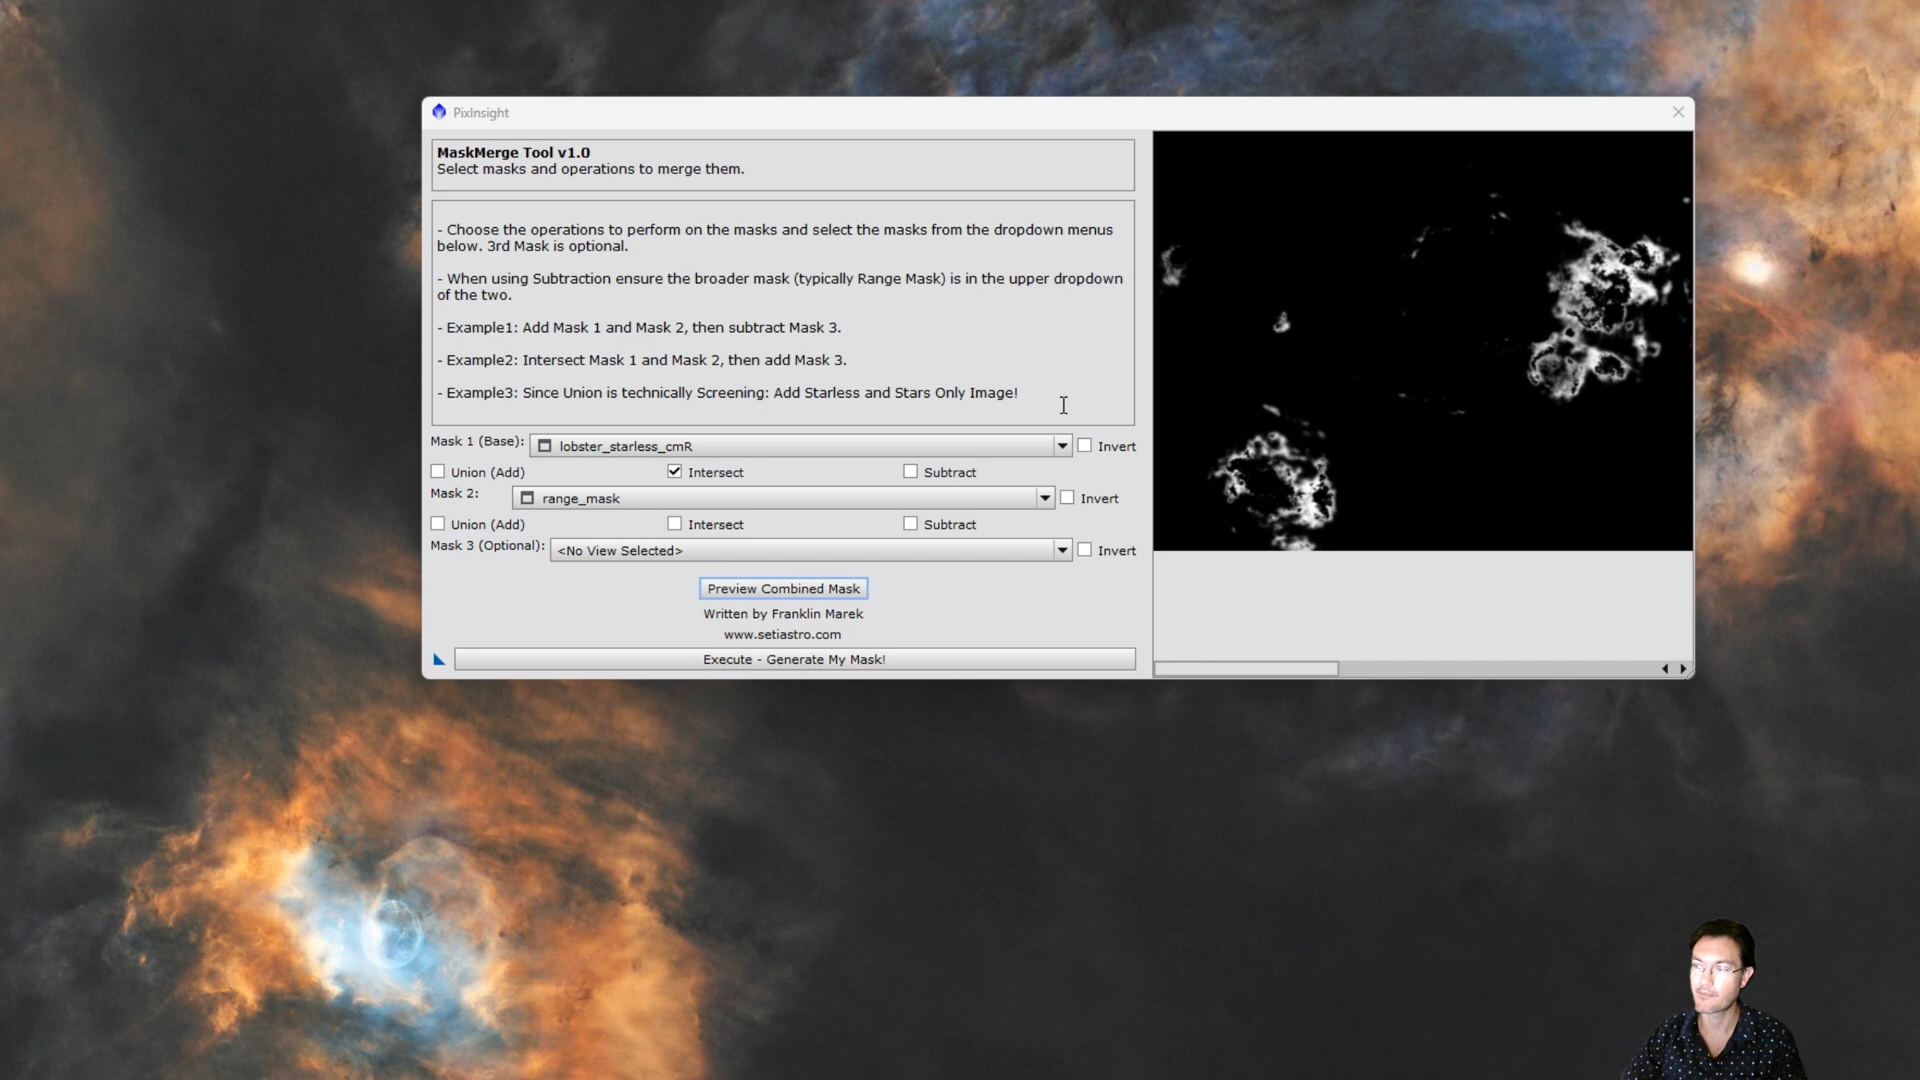 PixInsight
MaskMerge Tool v1.0
Select masks and operations to merge them.
- Choose the operations to perform on the masks and select the masks from the dropdown menus
below. 3rd Mask is optional.
- When using Subtraction ensure the broader mask (typically Range Mask) is in the upper dropdown
of the two.
- Example1: Add Mask 1 and Mask 2, then subtract Mask 3.
- Example2: Intersect Mask 1 and Mask 2, then add Mask 3.
- Example3: Since Union is technically Screening: Add Starless and Stars Only Image!
Mask 1 (Base): lobster_starless_cmR Invert
Union (Add) Intersect Subtract
Mask 2: range_mask Invert
Union (Add) Intersect Subtract
Mask 3 (Optional): <No View Selected> Invert
Preview Combined Mask
Written by Franklin Marek
www.setiastro.com
Execute - Generate My Mask!